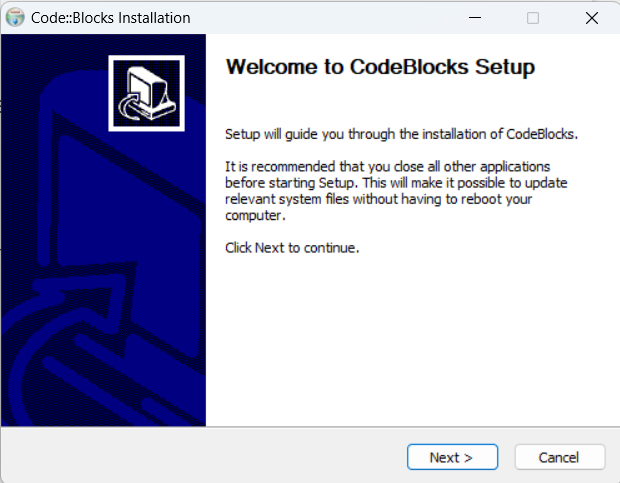 Code::Blocks Installation
Welcome to CodeBlocks Setup
Setup will guide you through the installation of CodeBlocks.
It is recommended that you close all other applications
before starting Setup. This will make it possible to update
relevant system files without having to reboot your
computer.
Click Next to continue.
Next >
Cancel